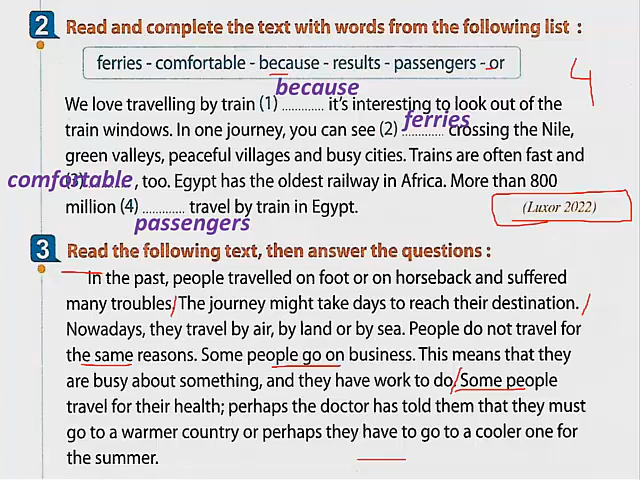 2 Read and complete the text with words from the following list :
ferries - comfortable - because - results - passengers - or
4
because
We love travelling by train (1) ............. it's interesting to look out of the
ferries
train windows. In one journey, you can see (2) ............. crossing the Nile,
green valleys, peaceful villages and busy cities. Trains are often fast and
comfortable
(3) ............., too. Egypt has the oldest railway in Africa. More than 800
million (4) ............. travel by train in Egypt.
(Luxor 2022)
passengers
3 Read the following text, then answer the questions :
In the past, people travelled on foot or on horseback and suffered
many troubles. The journey might take days to reach their destination.
Nowadays, they travel by air, by land or by sea. People do not travel for
the same reasons. Some people go on business. This means that they
are busy about something, and they have work to do. Some people
travel for their health; perhaps the doctor has told them that they must
go to a warmer country or perhaps they have to go to a cooler one for
the summer.